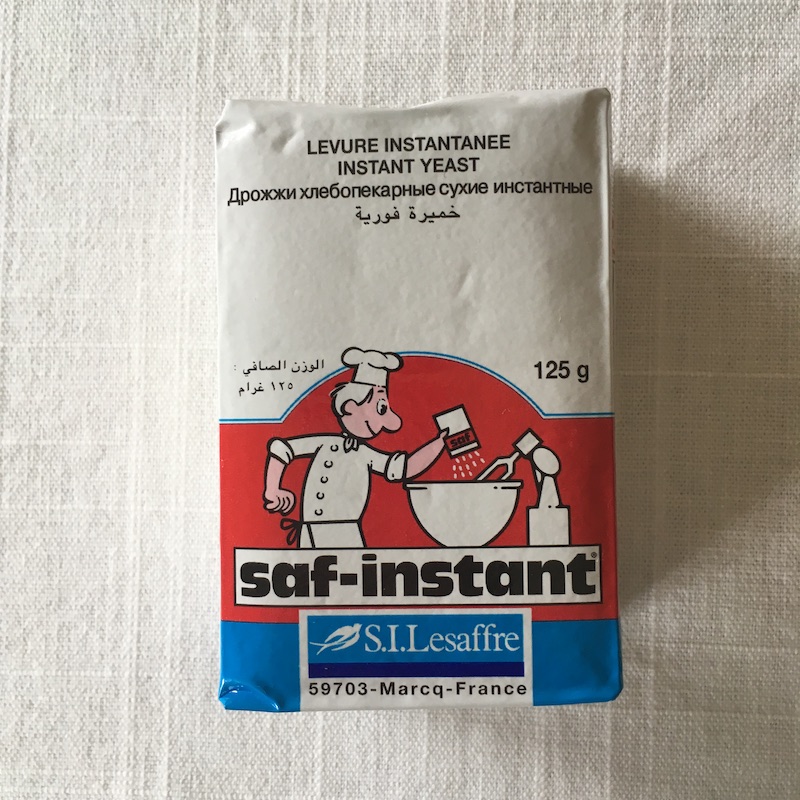 LEVURE INSTANTANEE
INSTANT YEAST
Дрожжи хлебопекарные сухие инстантные
خميرة فورية
الوزن الصافي :
١٢٥ غرام
125 g
saf
saf-instant®
S.I.Lesaffre
59703-Marcq-France